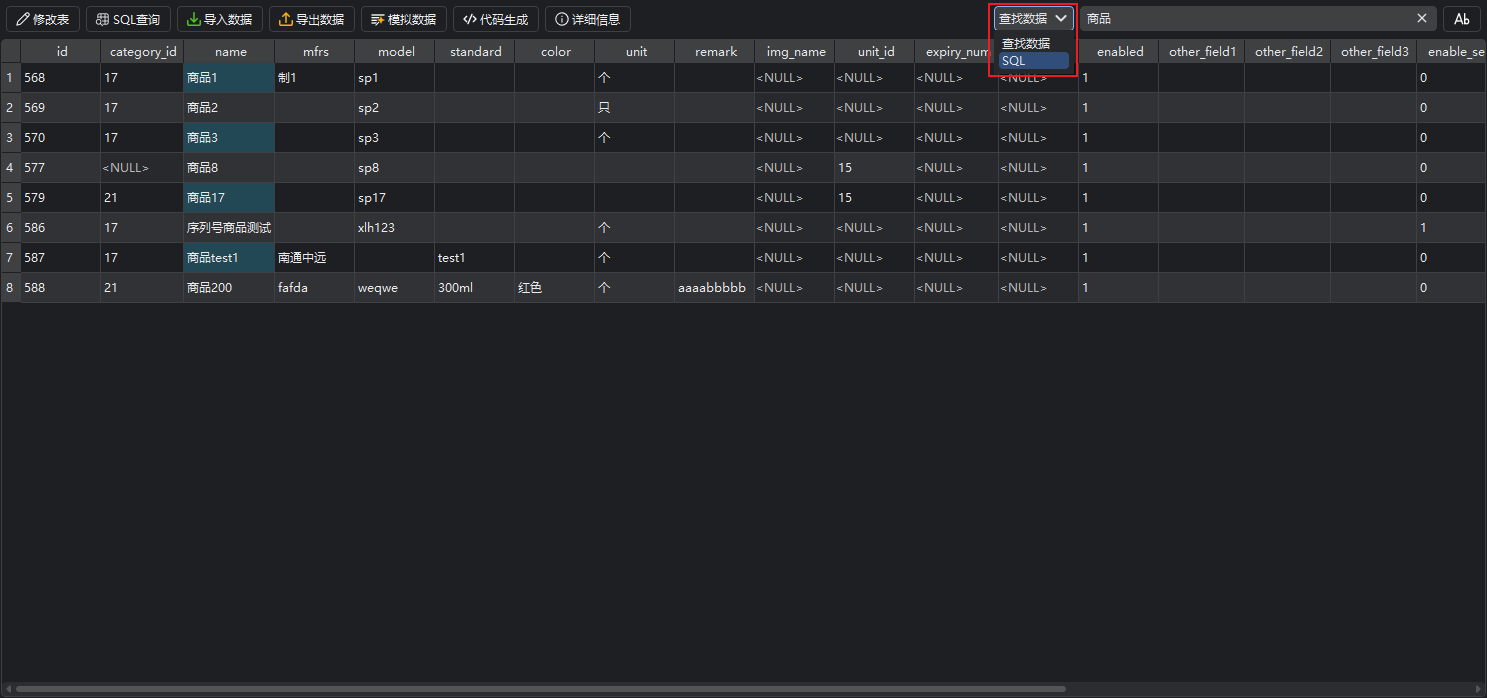 修改表 SQL查询 导入数据 导出数据 模拟数据 代码生成 详细信息 查找数据 商品 Ab
查找数据
SQL
id category_id name mfrs model standard color unit remark img_name unit_id expiry_num enabled other_field1 other_field2 other_field3 enable_se
1 568 17 商品1 制1 sp1 个 <NULL> <NULL> <NULL> <NULL> 1 0
2 569 17 商品2 sp2 只 <NULL> <NULL> <NULL> <NULL> 1 0
3 570 17 商品3 sp3 个 <NULL> <NULL> <NULL> <NULL> 1 0
4 577 <NULL> 商品8 sp8 <NULL> 15 <NULL> <NULL> 1 0
5 579 21 商品17 sp17 <NULL> 15 <NULL> <NULL> 1 0
6 586 17 序列号商品测试 xlh123 个 <NULL> <NULL> <NULL> <NULL> 1 1
7 587 17 商品test1 南通中远 test1 个 <NULL> <NULL> <NULL> <NULL> 1 0
8 588 21 商品200 fafda weqwe 300ml 红色 个 aaaabbbbb <NULL> <NULL> <NULL> <NULL> 1 0